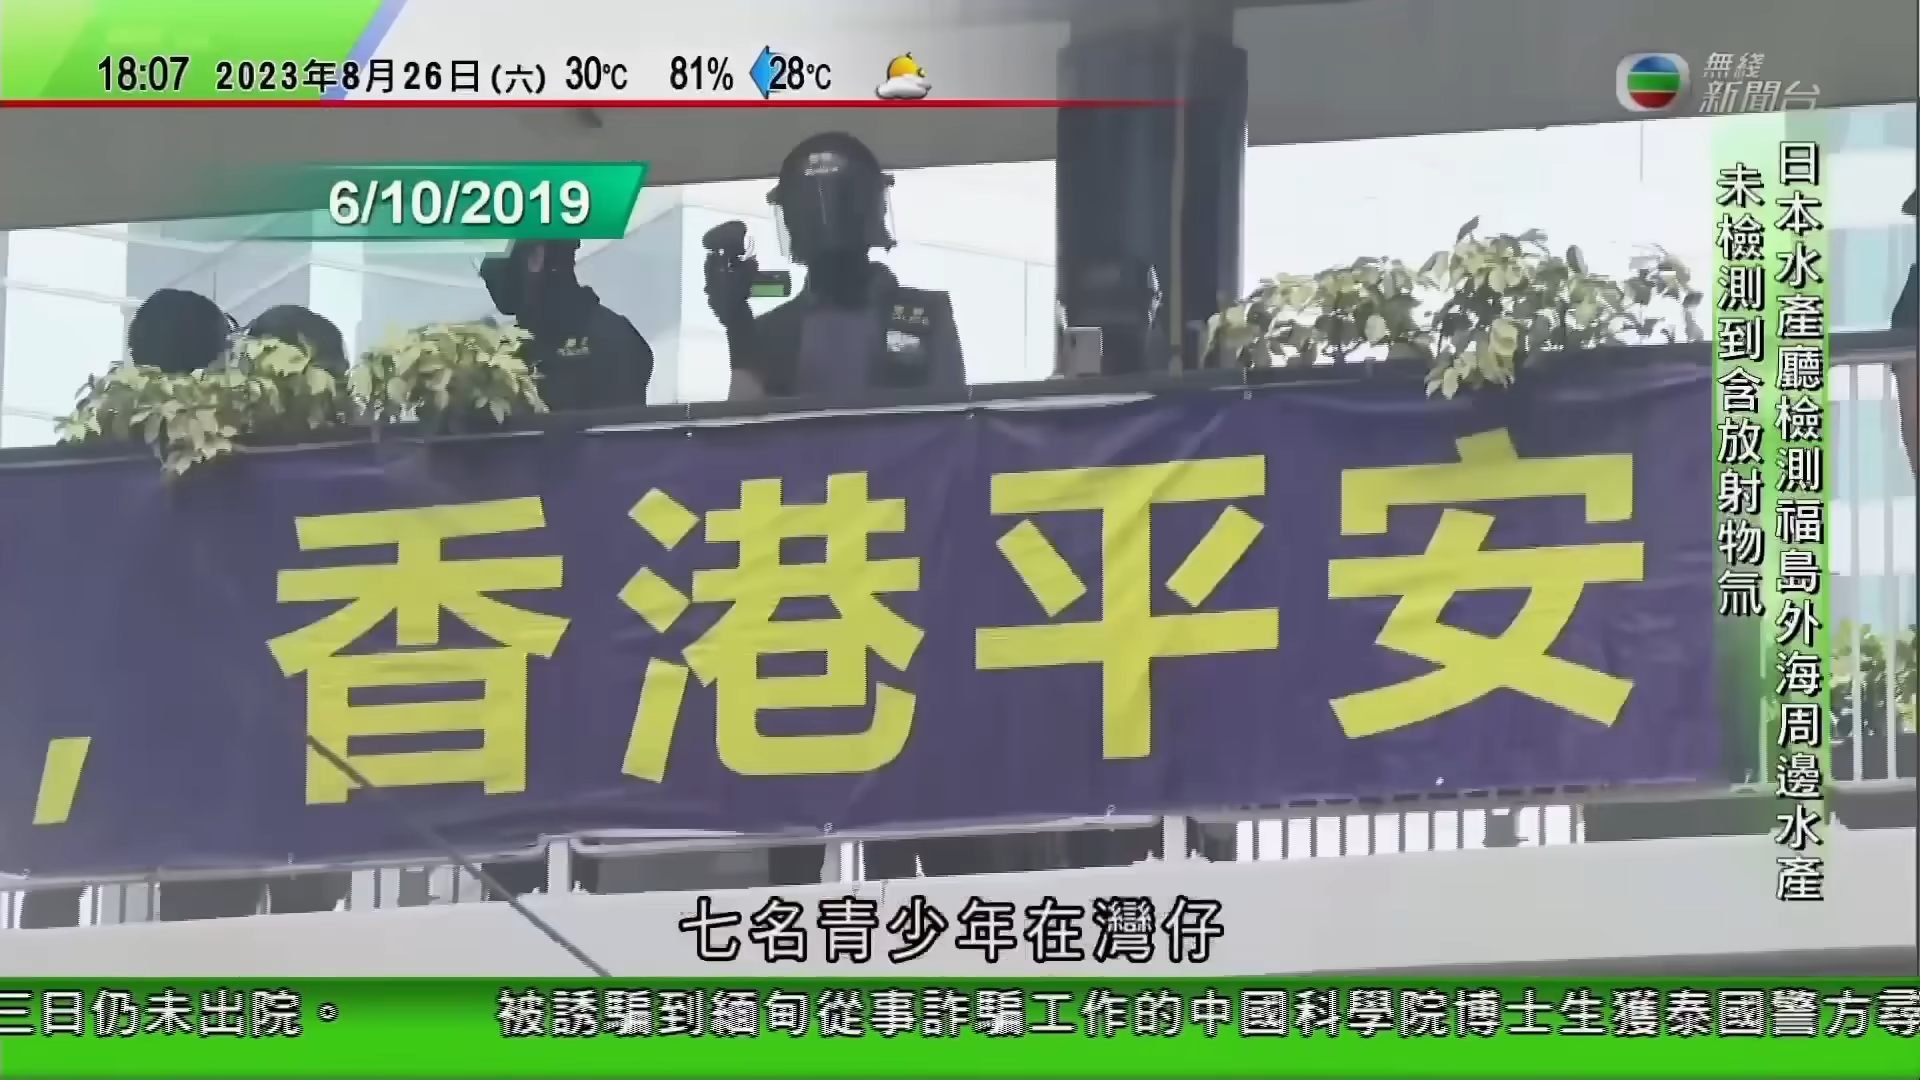 18:07 2023年8月26日(六) 30℃ 81% 28℃
無綫
新聞台
6/10/2019
日本水產廳檢測福島外海周邊水產
未檢測到含放射物氚
，香港平安
七名青少年在灣仔
三日仍未出院。 被誘騙到緬甸從事詐騙工作的中國科學院博士生獲泰國警方尋